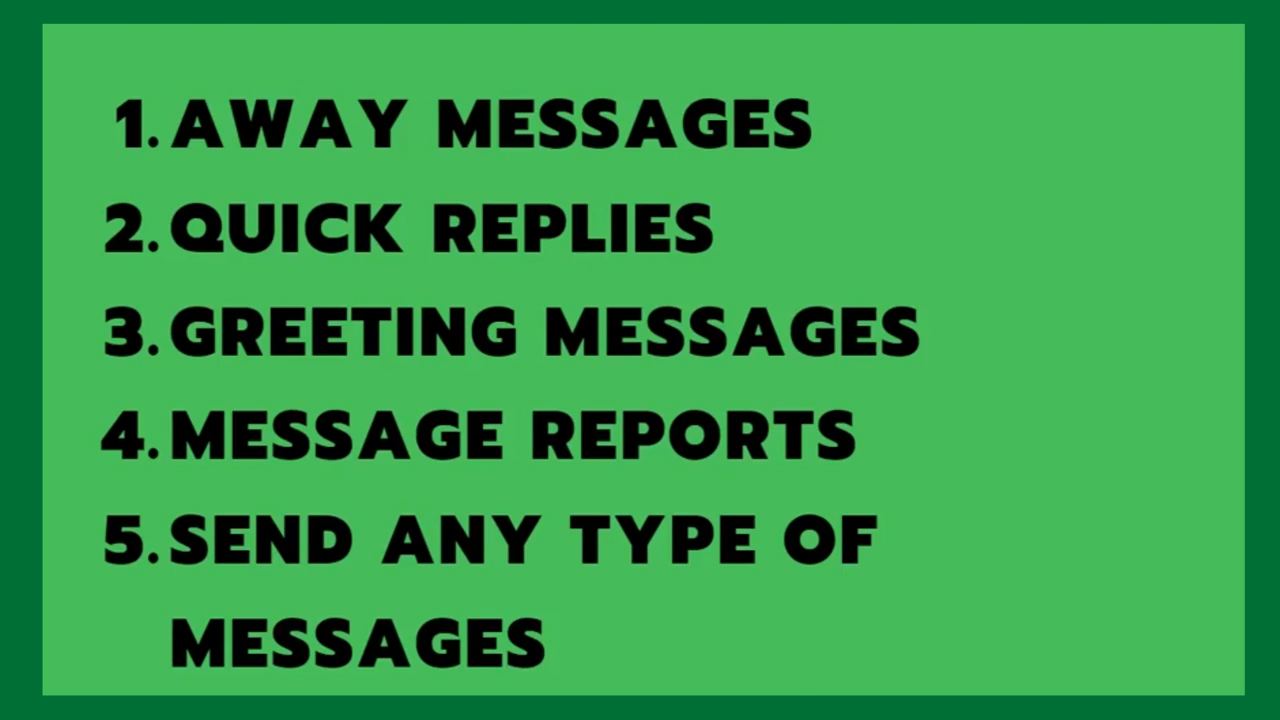 1. AWAY MESSAGES
2. QUICK REPLIES
3. GREETING MESSAGES
4. MESSAGE REPORTS
5. SEND ANY TYPE OF
MESSAGES